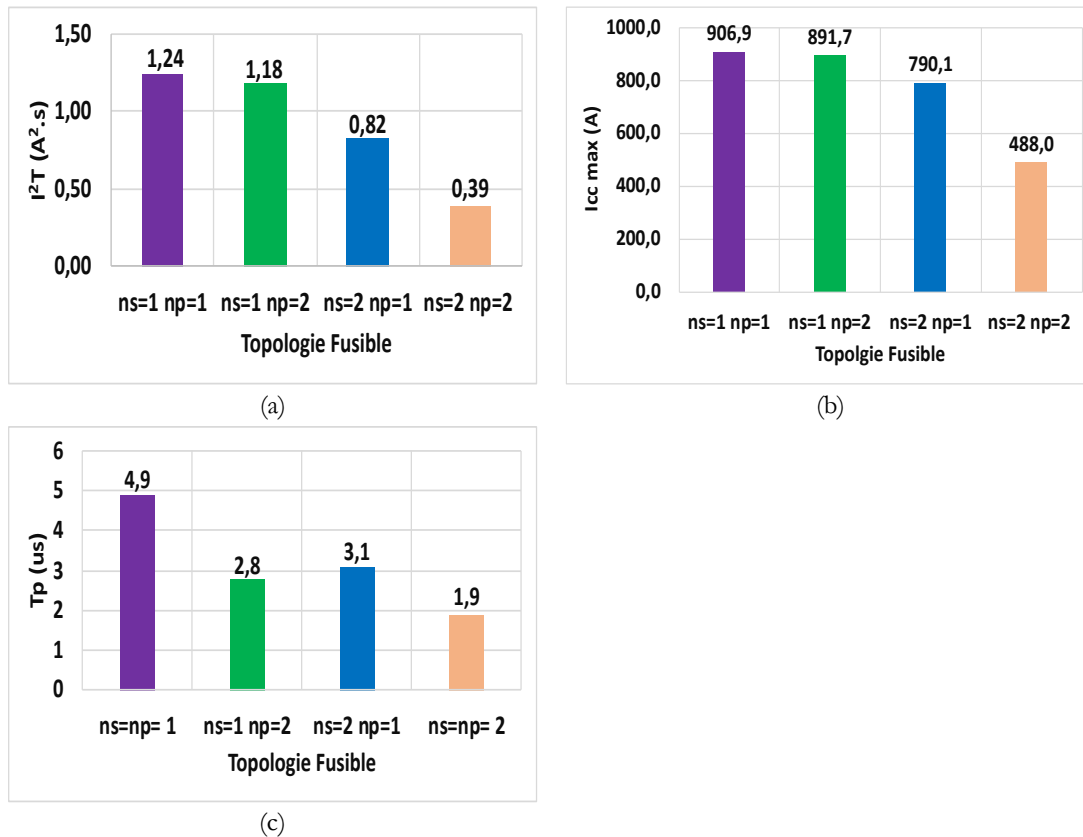 1,50
1,24
1,18
1,00
0,82
0,50
0,39
0,00
I²T (A².s)
ns=1 np=1 ns=1 np=2 ns=2 np=1 ns=2 np=2
Topologie Fusible
(a)
1000,0
906,9
891,7
790,1
800,0
600,0
488,0
400,0
200,0
0,0
Icc max (A)
ns=1 np=1 ns=1 np=2 ns=2 np=1 ns=2 np=2
Topolgie Fusible
(b)
6
5
4,9
4
3
2,8
3,1
2
1,9
1
0
Tp (us)
ns=np= 1 ns=1 np=2 ns=2 np=1 ns=np= 2
Topologie Fusible
(c)